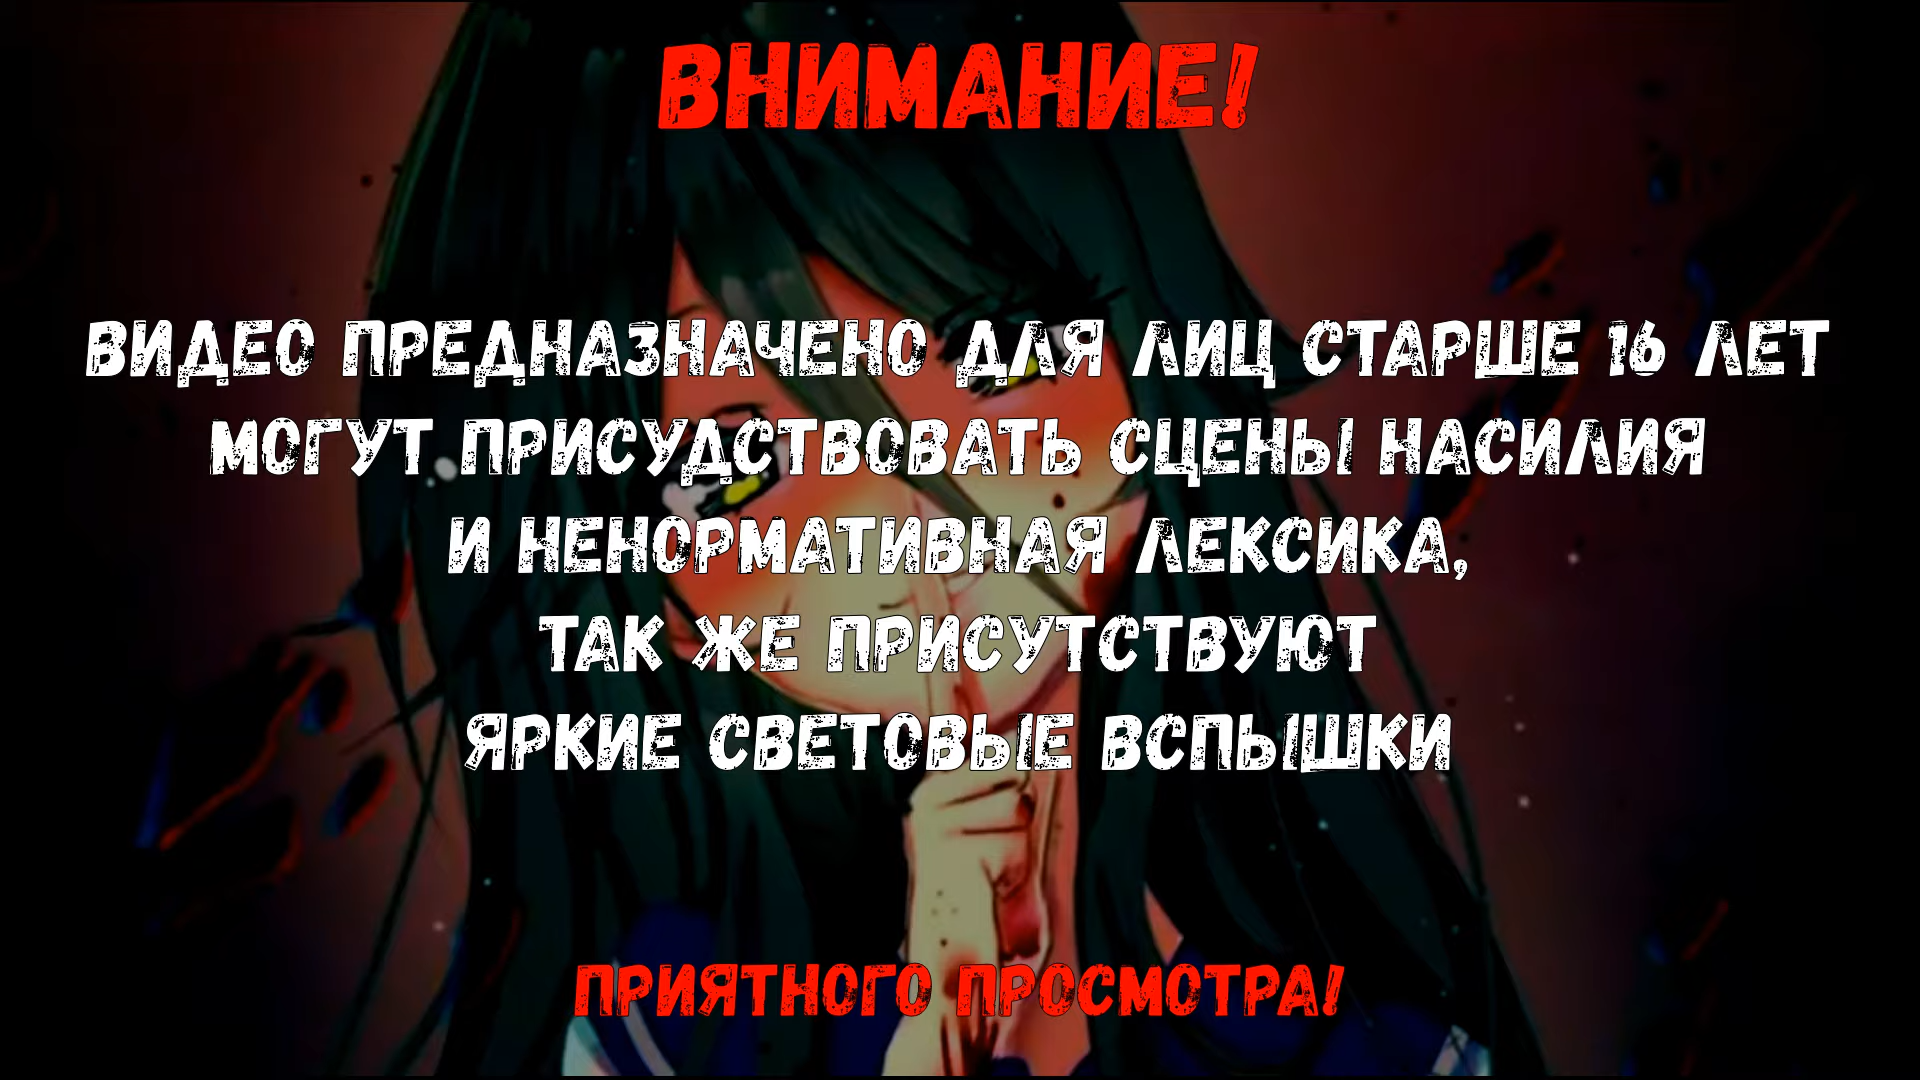 ВНИМАНИЕ!
ВИДЕО ПРЕДНАЗНАЧЕНО ДЛЯ ЛИЦ СТАРШЕ 16 ЛЕТ
МОГУТ ПРИСУДСТВОВАТЬ СЦЕНЫ НАСИЛИЯ
И НЕНОРМАТИВНАЯ ЛЕКСИКА,
ТАК ЖЕ ПРИСУТСТВУЮТ
ЯРКИЕ СВЕТОВЫЕ ВСПЫШКИ
ПРИЯТНОГО ПРОСМОТРА!